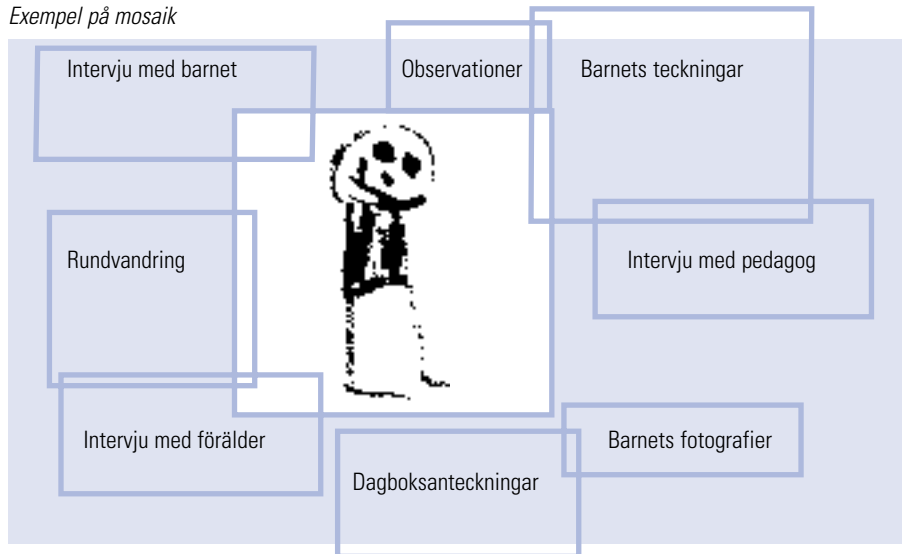 Exempel på mosaik
Intervju med barnet
Observationer
Barnets teckningar
Rundvandring
Intervju med pedagog
Intervju med förälder
Barnets fotografier
Dagboksanteckningar